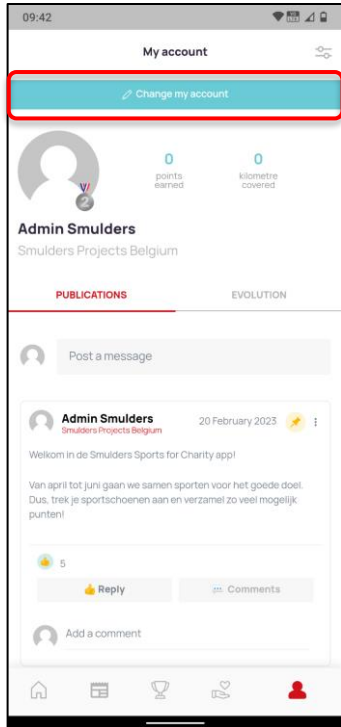 09:42
My account
Change my account
2
0
points
earned
0
kilometre
covered
Admin Smulders
Smulders Projects Belgium
PUBLICATIONS
EVOLUTION
Post a message
Admin Smulders
Smulders Projects Belgium
20 February 2023
Welkom in de Smulders Sports for Charity app!
Van april tot juni gaan we samen sporten voor het goede doel.
Dus, trek je sportschoenen aan en verzamel zo veel mogelijk
punten!
5
Reply
Comments
Add a comment